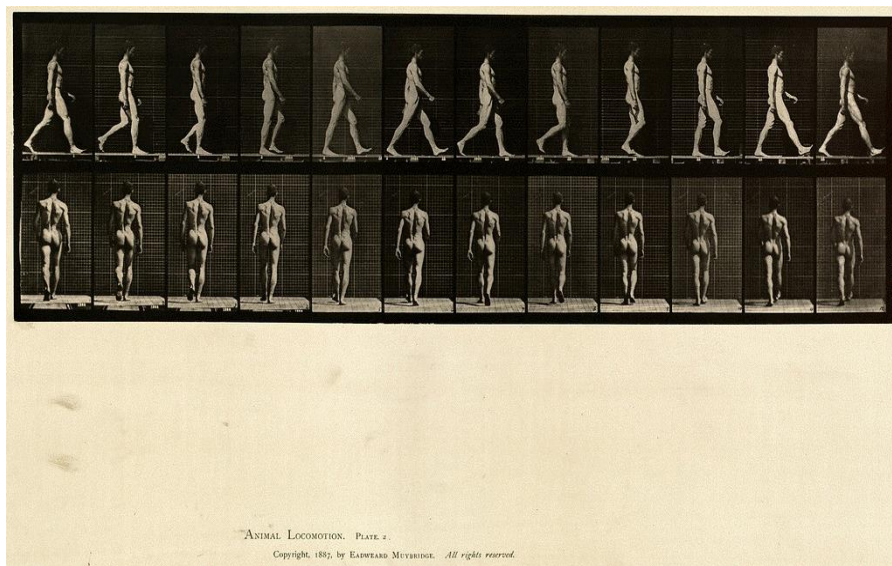 Animal Locomotion. Plate. 2.
Copyright, 1887, by Eadweard Muybridge. All rights reserved.